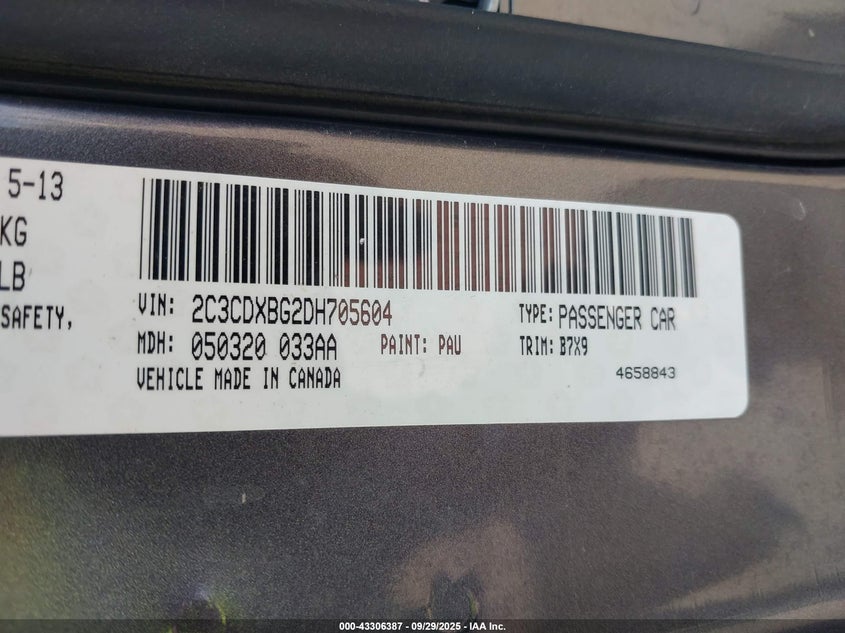 5-13
KG
LB
SAFETY,
VIN: 2C3CDXBG2DH705604 TYPE: PASSENGER CAR
MDH: 050320 033AA PAINT: PAU TRIM: B7X9
VEHICLE MADE IN CANADA 4658843
000-43306387 - 09/29/2025 - IAA Inc.